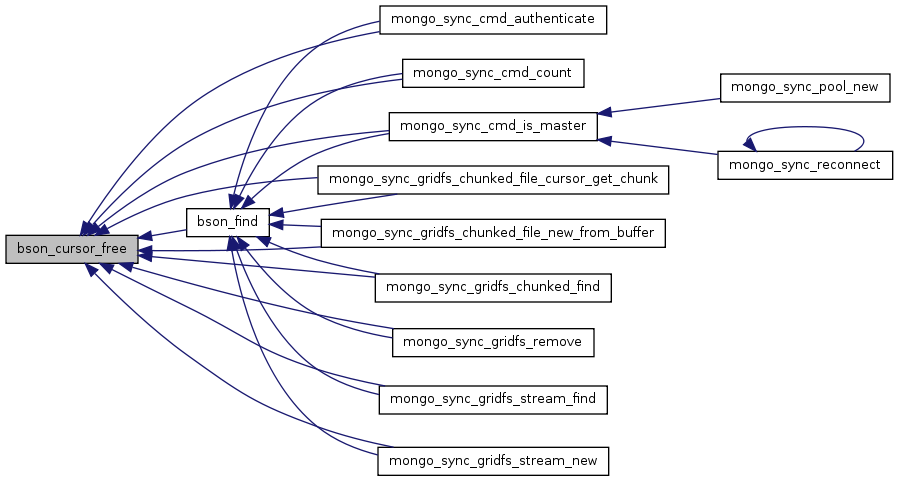 mongo_sync_cmd_authenticate
mongo_sync_cmd_count
mongo_sync_pool_new
mongo_sync_cmd_is_master
mongo_sync_reconnect
mongo_sync_gridfs_chunked_file_cursor_get_chunk
bson_find
mongo_sync_gridfs_chunked_file_new_from_buffer
bson_cursor_free
mongo_sync_gridfs_chunked_find
mongo_sync_gridfs_remove
mongo_sync_gridfs_stream_find
mongo_sync_gridfs_stream_new